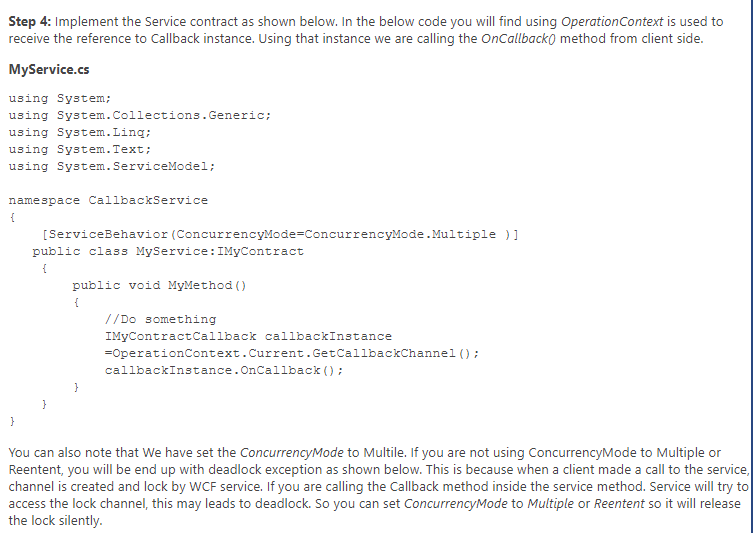 Step 4: Implement the Service contract as shown below. In the below code you will find using OperationContext is used to
receive the reference to Callback instance. Using that instance we are calling the OnCallback() method from client side.
MyService.cs
using System;
using System.Collections.Generic;
using System.Linq;
using System.Text;
using System.ServiceModel;
namespace CallbackService
{
[ServiceBehavior(ConcurrencyMode=ConcurrencyMode.Multiple )]
public class MyService:IMyContract
{
public void MyMethod()
{
//Do something
IMyContractCallback callbackInstance
=OperationContext.Current.GetCallbackChannel();
callbackInstance.OnCallback();
}
}
}
You can also note that We have set the ConcurrencyMode to Multile. If you are not using ConcurrencyMode to Multiple or
Reentent, you will be end up with deadlock exception as shown below. This is because when a client made a call to the service,
channel is created and lock by WCF service. If you are calling the Callback method inside the service method. Service will try to
access the lock channel, this may leads to deadlock. So you can set ConcurrencyMode to Multiple or Reentent so it will release
the lock silently.